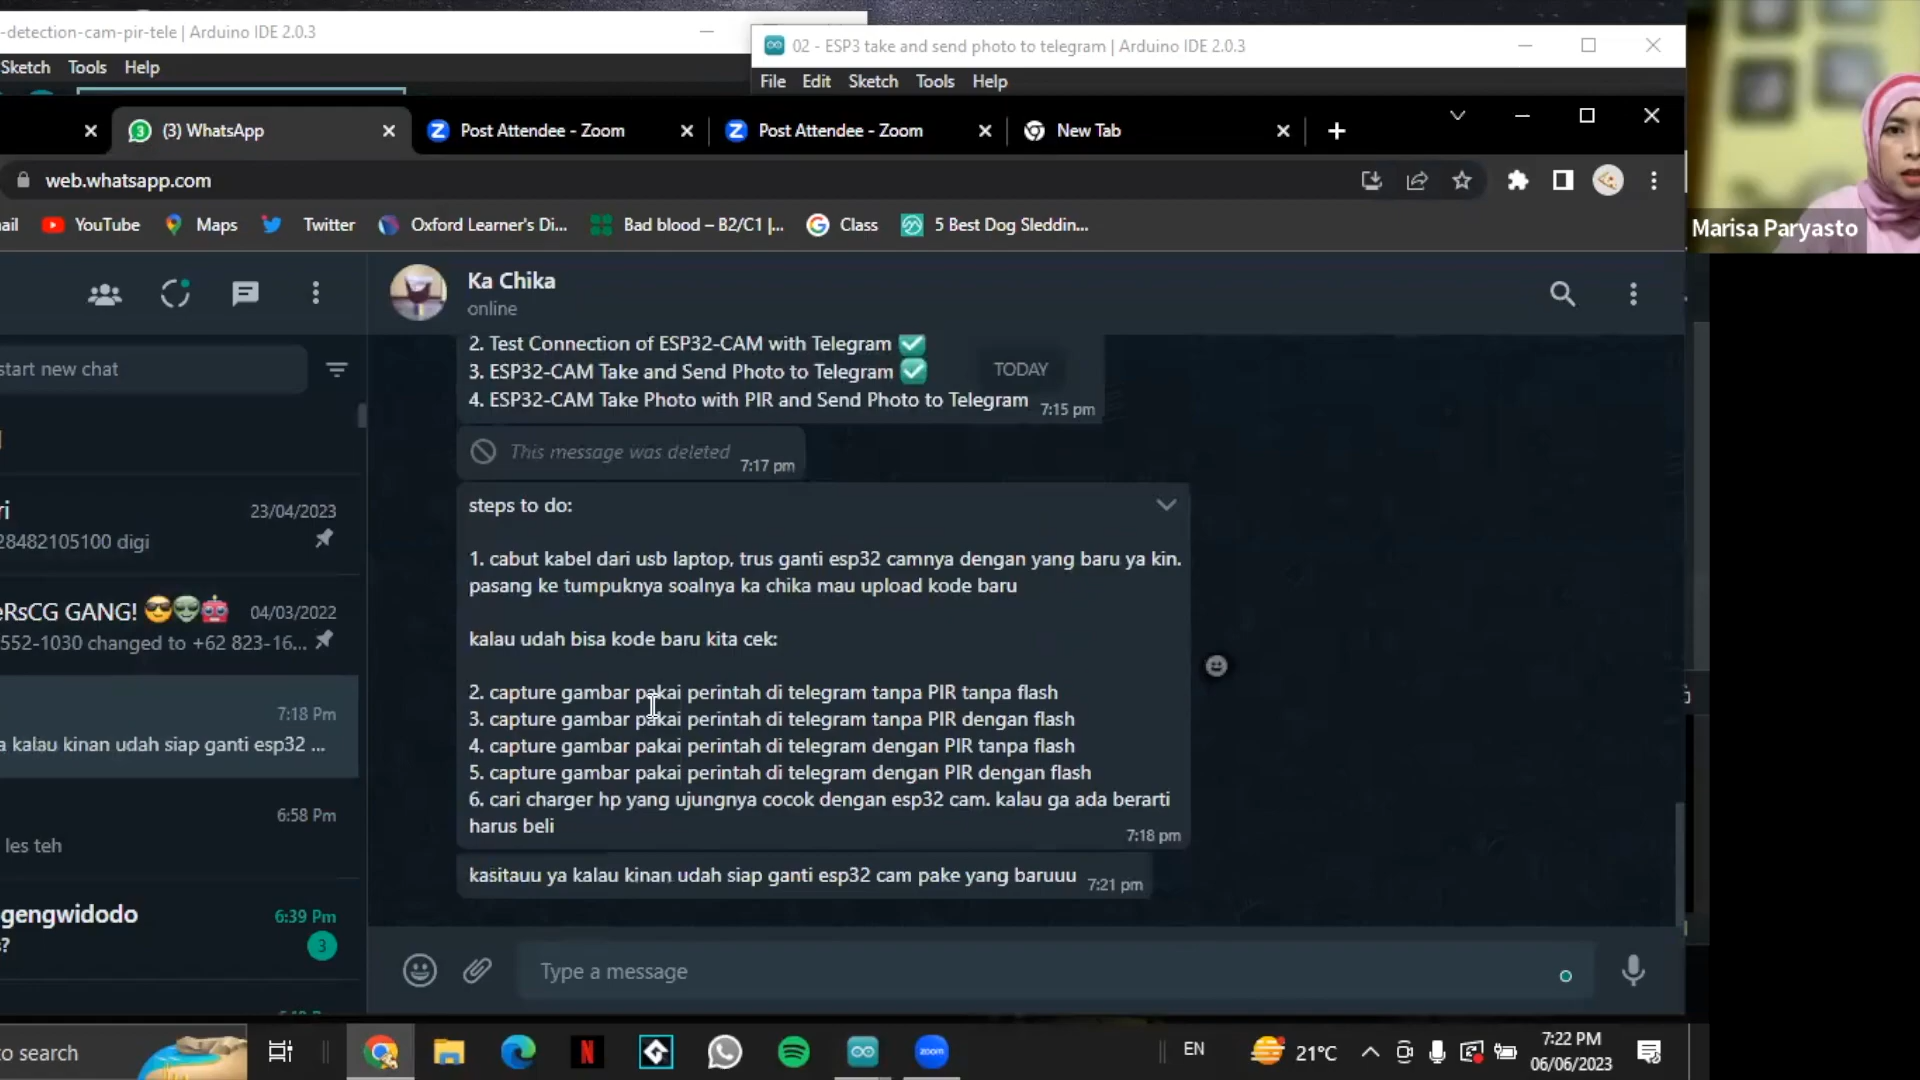 -detection-cam-pir-tele | Arduino IDE 2.0.3
Sketch Tools Help
02 - ESP3 take and send photo to telegram | Arduino IDE 2.0.3
File Edit Sketch Tools Help
(3) WhatsApp
Post Attendee - Zoom
Post Attendee - Zoom
New Tab
web.whatsapp.com
ail YouTube Maps Twitter Oxford Learner's Di... Bad blood – B2/C1 |... Class 5 Best Dog Sleddin...
Marisa Paryasto
Ka Chika
online
start new chat
2. Test Connection of ESP32-CAM with Telegram ✅
3. ESP32-CAM Take and Send Photo to Telegram ✅
TODAY
4. ESP32-CAM Take Photo with PIR and Send Photo to Telegram
7:15 pm
This message was deleted
7:17 pm
steps to do:
1. cabut kabel dari usb laptop, trus ganti esp32 camnya dengan yang baru ya kin.
pasang ke tumpuknya soalnya ka chika mau upload kode baru
kalau udah bisa kode baru kita cek:
2. capture gambar pakai perintah di telegram tanpa PIR tanpa flash
3. capture gambar pakai perintah di telegram tanpa PIR dengan flash
4. capture gambar pakai perintah di telegram dengan PIR tanpa flash
5. capture gambar pakai perintah di telegram dengan PIR dengan flash
6. cari charger hp yang ujungnya cocok dengan esp32 cam. kalau ga ada berarti
harus beli
7:18 pm
kasitauu ya kalau kinan udah siap ganti esp32 cam pake yang baruuu
7:21 pm
Type a message
ri
23/04/2023
28482105100 digi
eRsCG GANG! 😎👽🤖
04/03/2022
552-1030 changed to +62 823-16...
7:18 Pm
a kalau kinan udah siap ganti esp32 ...
6:58 Pm
les teh
gengwidodo
6:39 Pm
s?
3
to search
zoom
EN
21°C
7:22 PM
06/06/2023